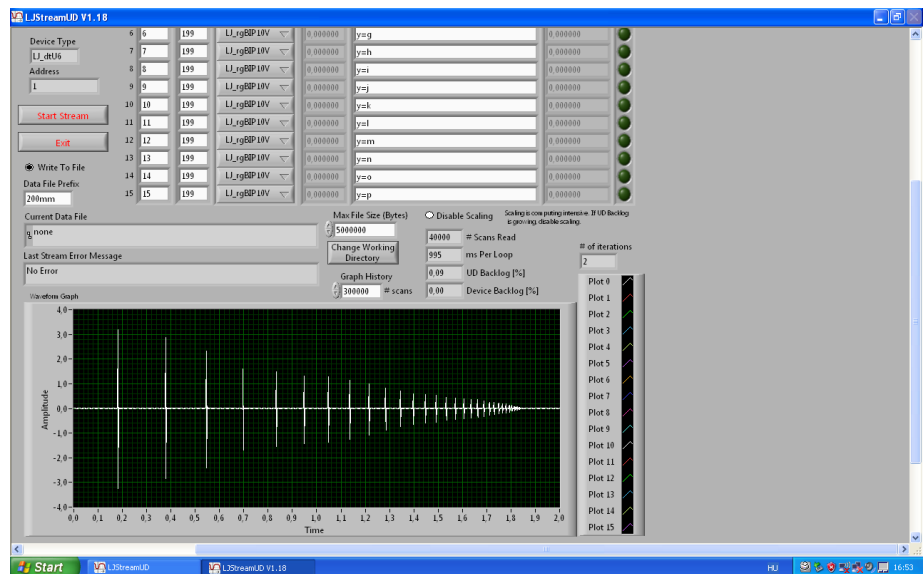 LJStreamUD V1.18
Device Type
LJ_dtU6
Address
1
Start Stream
Exit
Write To File
Data File Prefix
200mm
6 6 199 LJ_rgBIP10V 0,000000 y=g 0,000000
7 7 199 LJ_rgBIP10V 0,000000 y=h 0,000000
8 8 199 LJ_rgBIP10V 0,000000 y=i 0,000000
9 9 199 LJ_rgBIP10V 0,000000 y=j 0,000000
10 10 199 LJ_rgBIP10V 0,000000 y=k 0,000000
11 11 199 LJ_rgBIP10V 0,000000 y=l 0,000000
12 12 199 LJ_rgBIP10V 0,000000 y=m 0,000000
13 13 199 LJ_rgBIP10V 0,000000 y=n 0,000000
14 14 199 LJ_rgBIP10V 0,000000 y=o 0,000000
15 15 199 LJ_rgBIP10V 0,000000 y=p 0,000000
Current Data File
none
Last Stream Error Message
No Error
Max File Size (Bytes)
5000000
Change Working
Directory
Graph History
300000 # scans
Disable Scaling
Scaling is computing intensive. If UD Backlog
is growing, disable scaling.
40000 # Scans Read
995 ms Per Loop
0,09 UD Backlog [%]
0,00 Device Backlog [%]
# of iterations
2
Waveform Graph
Amplitude
4,0
3,0
2,0
1,0
0,0
-1,0
-2,0
-3,0
-4,0
0,0 0,1 0,2 0,3 0,4 0,5 0,6 0,7 0,8 0,9 1,0 1,1 1,2 1,3 1,4 1,5 1,6 1,7 1,8 1,9 2,0
Time
Plot 0
Plot 1
Plot 2
Plot 3
Plot 4
Plot 5
Plot 6
Plot 7
Plot 8
Plot 9
Plot 10
Plot 11
Plot 12
Plot 13
Plot 14
Plot 15
Start
LJStreamUD
LJStreamUD V1.18
HU
16:53